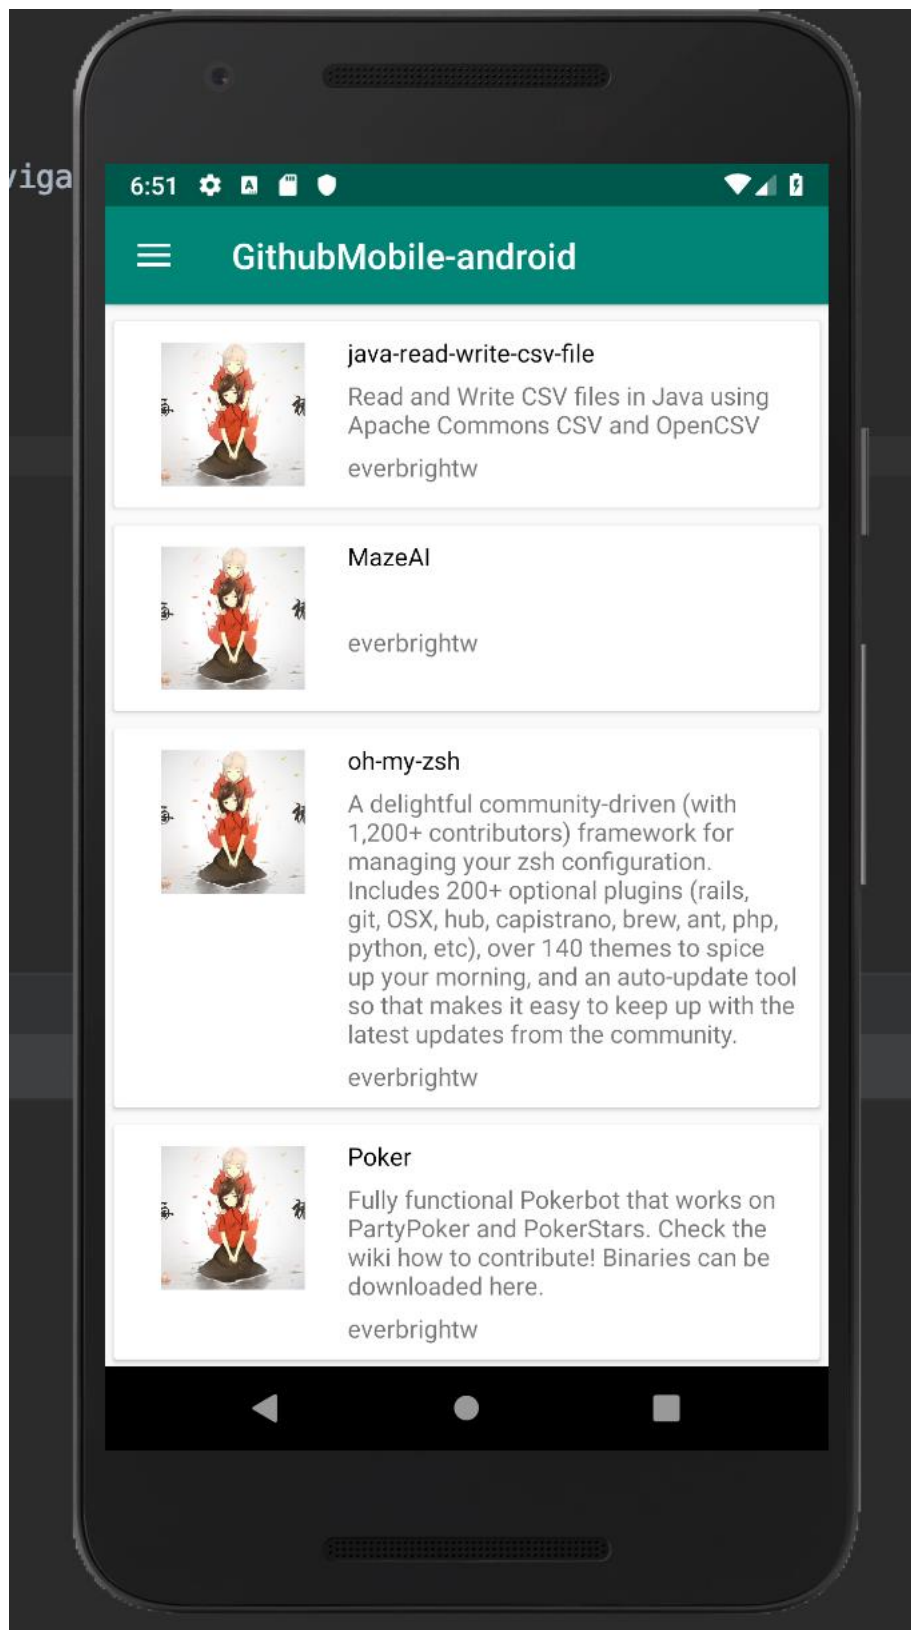 viga
6:51
GithubMobile-android
java-read-write-csv-file
Read and Write CSV files in Java using
Apache Commons CSV and OpenCSV
everbrightw
MazeAI
everbrightw
oh-my-zsh
A delightful community-driven (with
1,200+ contributors) framework for
managing your zsh configuration.
Includes 200+ optional plugins (rails,
git, OSX, hub, capistrano, brew, ant, php,
python, etc), over 140 themes to spice
up your morning, and an auto-update tool
so that makes it easy to keep up with the
latest updates from the community.
everbrightw
Poker
Fully functional Pokerbot that works on
PartyPoker and PokerStars. Check the
wiki how to contribute! Binaries can be
downloaded here.
everbrightw